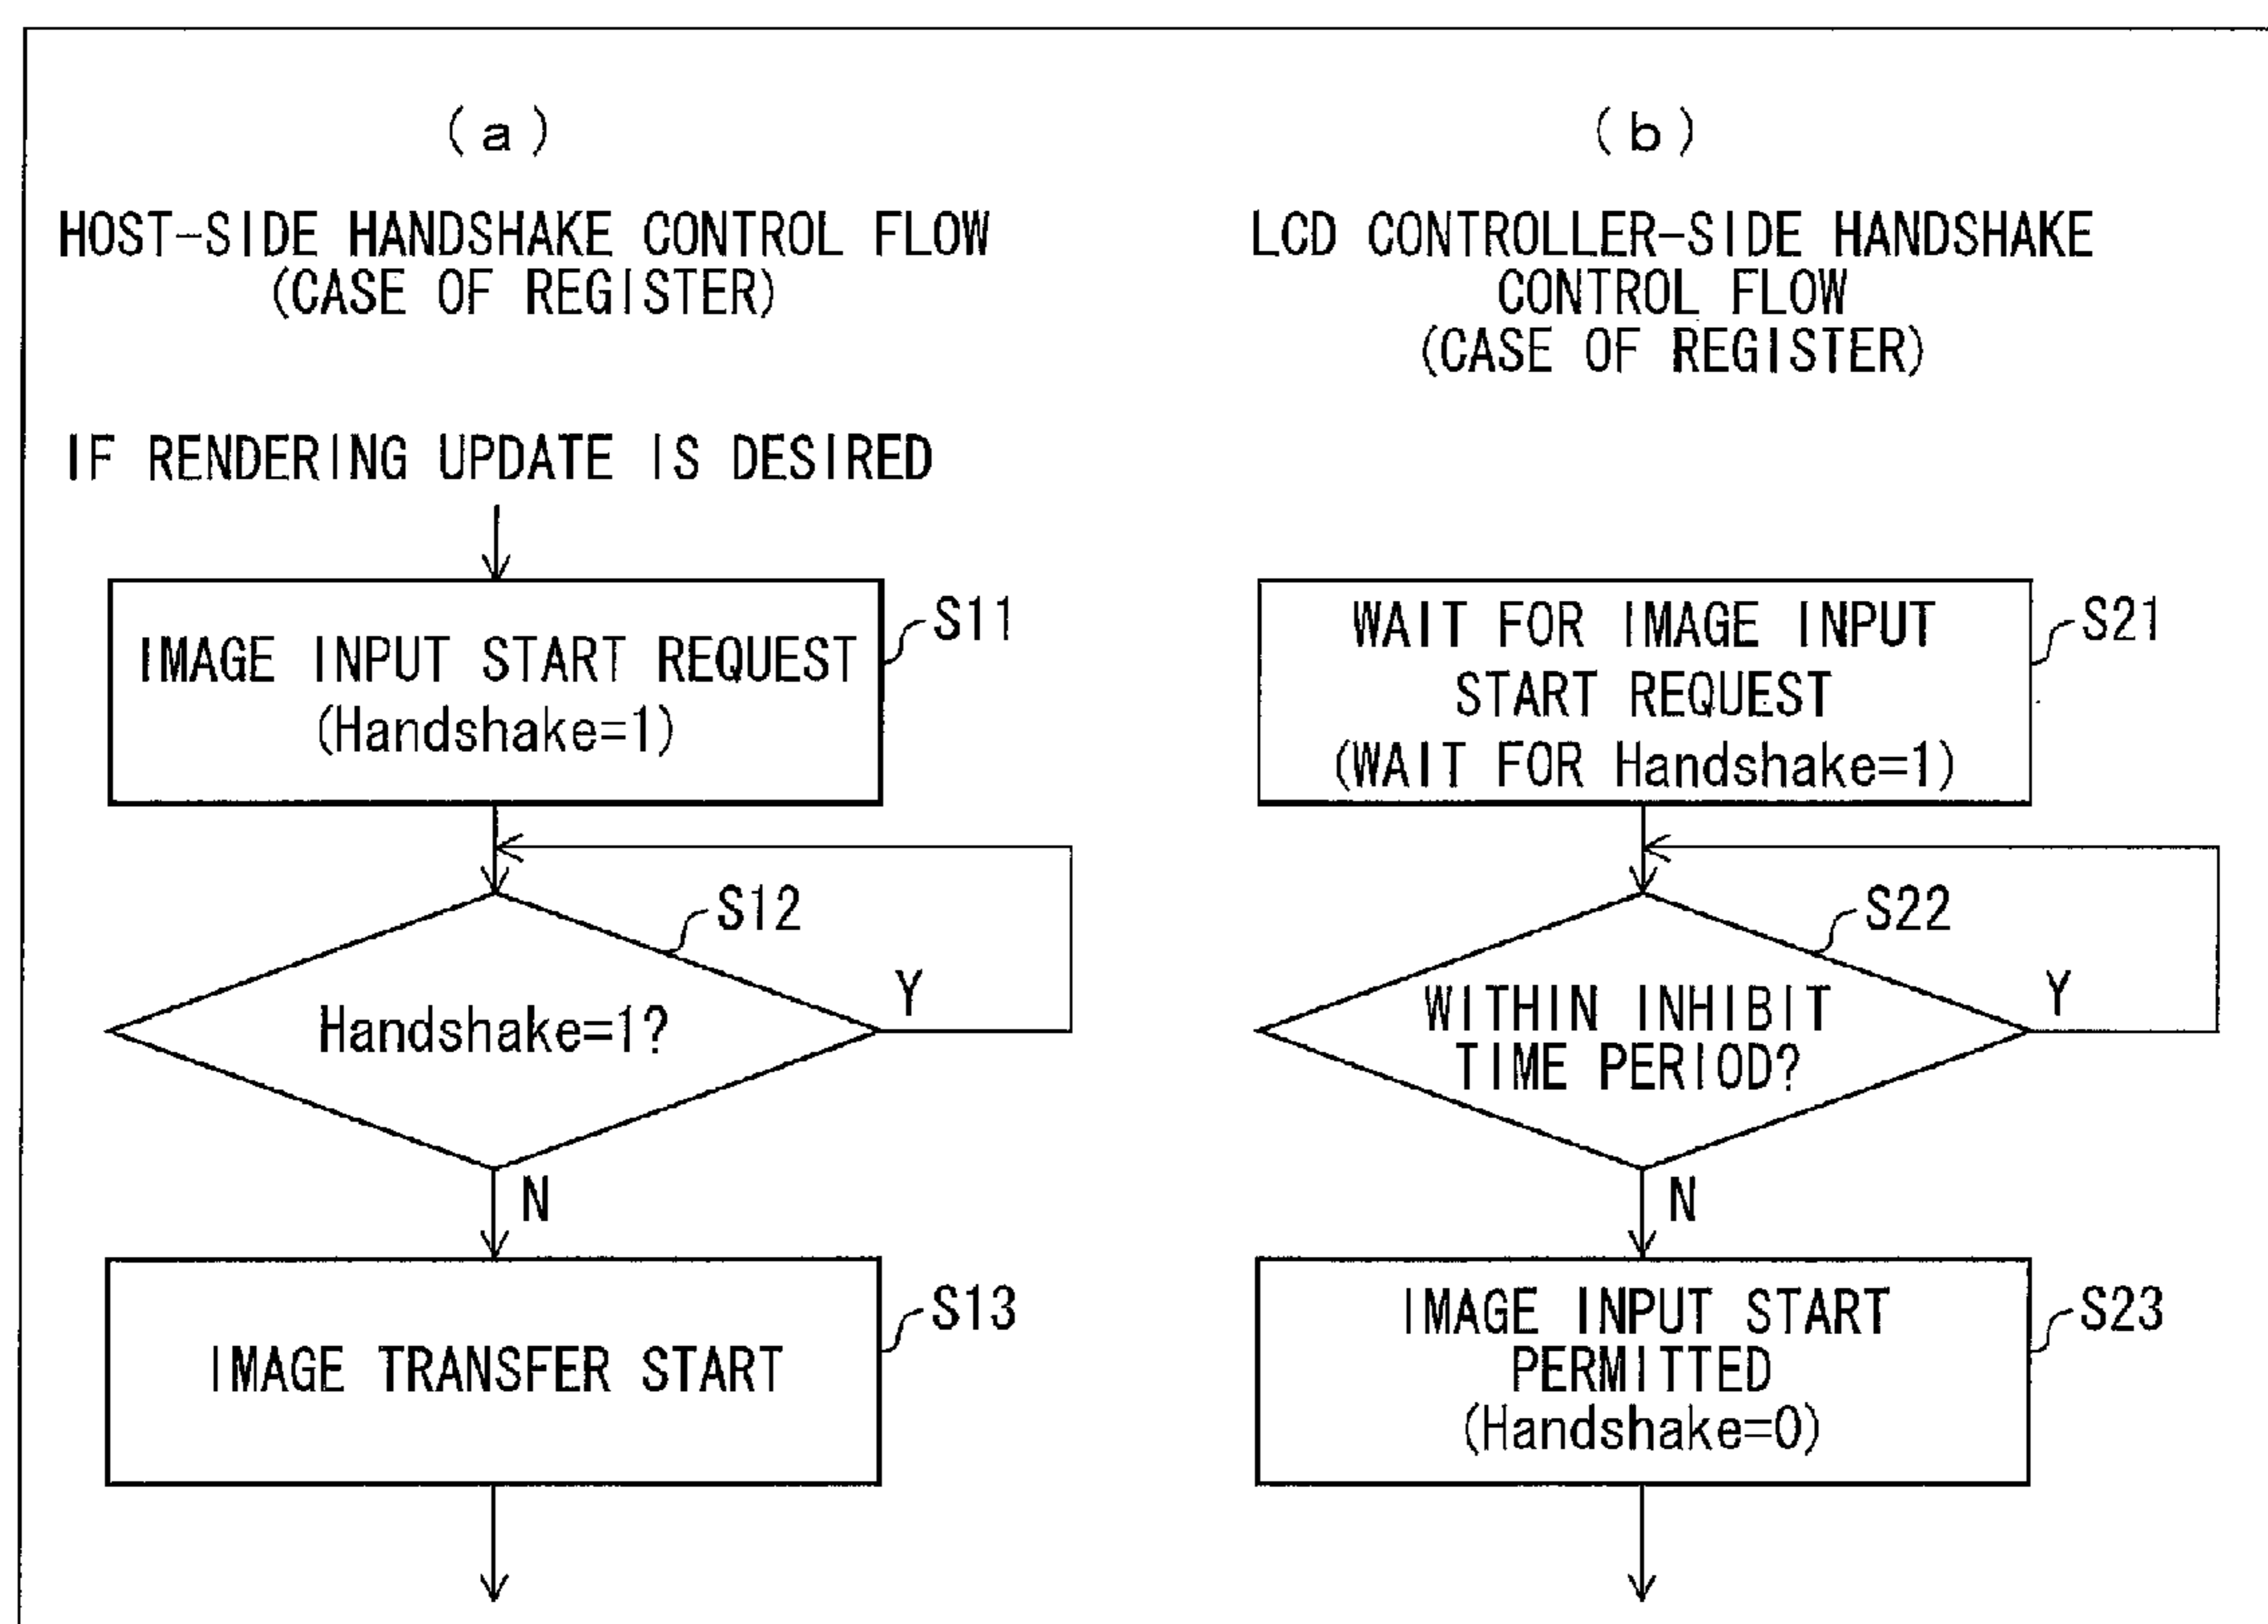 (a)
HOST-SIDE HANDSHAKE CONTROL FLOW
(CASE OF REGISTER)
IF RENDERING UPDATE IS DESIRED
IMAGE INPUT START REQUEST
(Handshake=1)
S11
S12
Handshake=1?
Y
N
IMAGE TRANSFER START
S13
(b)
LCD CONTROLLER-SIDE HANDSHAKE
CONTROL FLOW
(CASE OF REGISTER)
WAIT FOR IMAGE INPUT
START REQUEST
(WAIT FOR Handshake=1)
S21
S22
WITHIN INHIBIT
TIME PERIOD?
Y
N
IMAGE INPUT START
PERMITTED
(Handshake=0)
S23